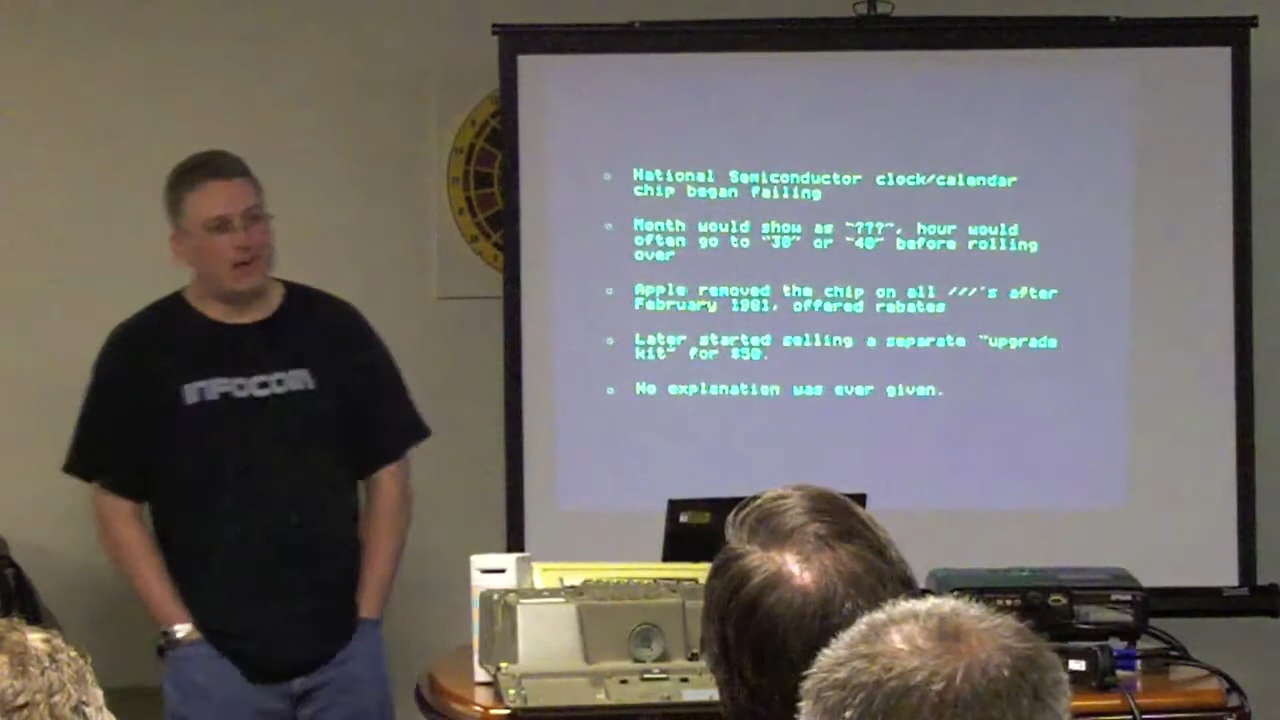 INFOCOM
National Semiconductor clock/calendar
chip began failing
Month would show as "???", hour would
often go to "30" or "40" before rolling
over
Apple removed the chip on all ///'s after
February 1981, offered rebates
Later started selling a separate "upgrade
kit" for $50.
No explanation was ever given.